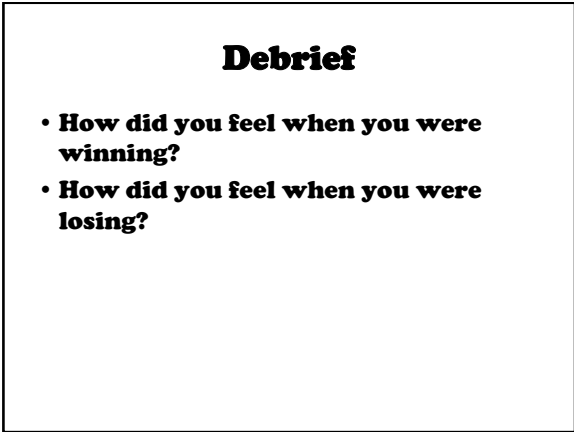 Debrief
• How did you feel when you were
winning?
• How did you feel when you were
losing?